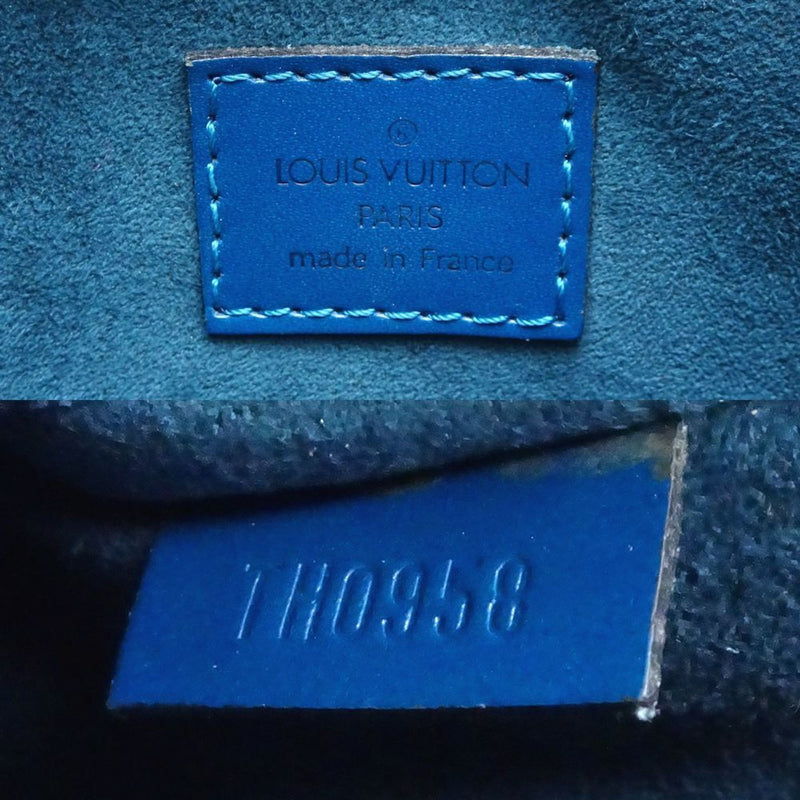 ®
LOUIS VUITTON
PARIS
made in France
TH0958